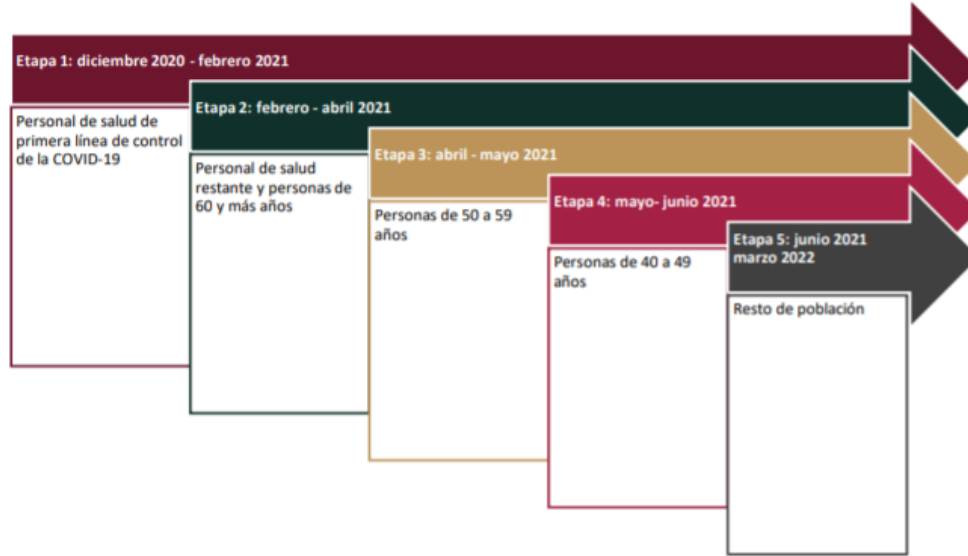 Etapa 1: diciembre 2020 - febrero 2021
Personal de salud de
primera línea de control
de la COVID-19
Etapa 2: febrero - abril 2021
Personal de salud
restante y personas de
60 y más años
Etapa 3: abril - mayo 2021
Personas de 50 a 59
años
Etapa 4: mayo- junio 2021
Personas de 40 a 49
años
Etapa 5: junio 2021
marzo 2022
Resto de población